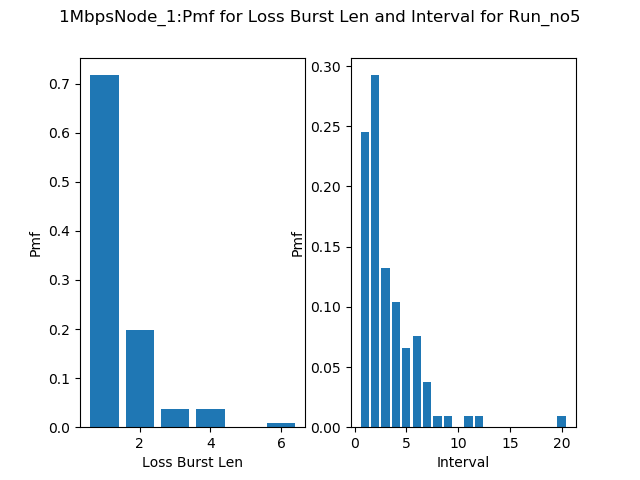 1MbpsNode_1:Pmf for Loss Burst Len and Interval for Run_no5
Pmf
0.7
0.6
0.5
0.4
0.3
0.2
0.1
0.0
2 4 6
Loss Burst Len
Pmf
0.30
0.25
0.20
0.15
0.10
0.05
0.00
0 5 10 15 20
Interval